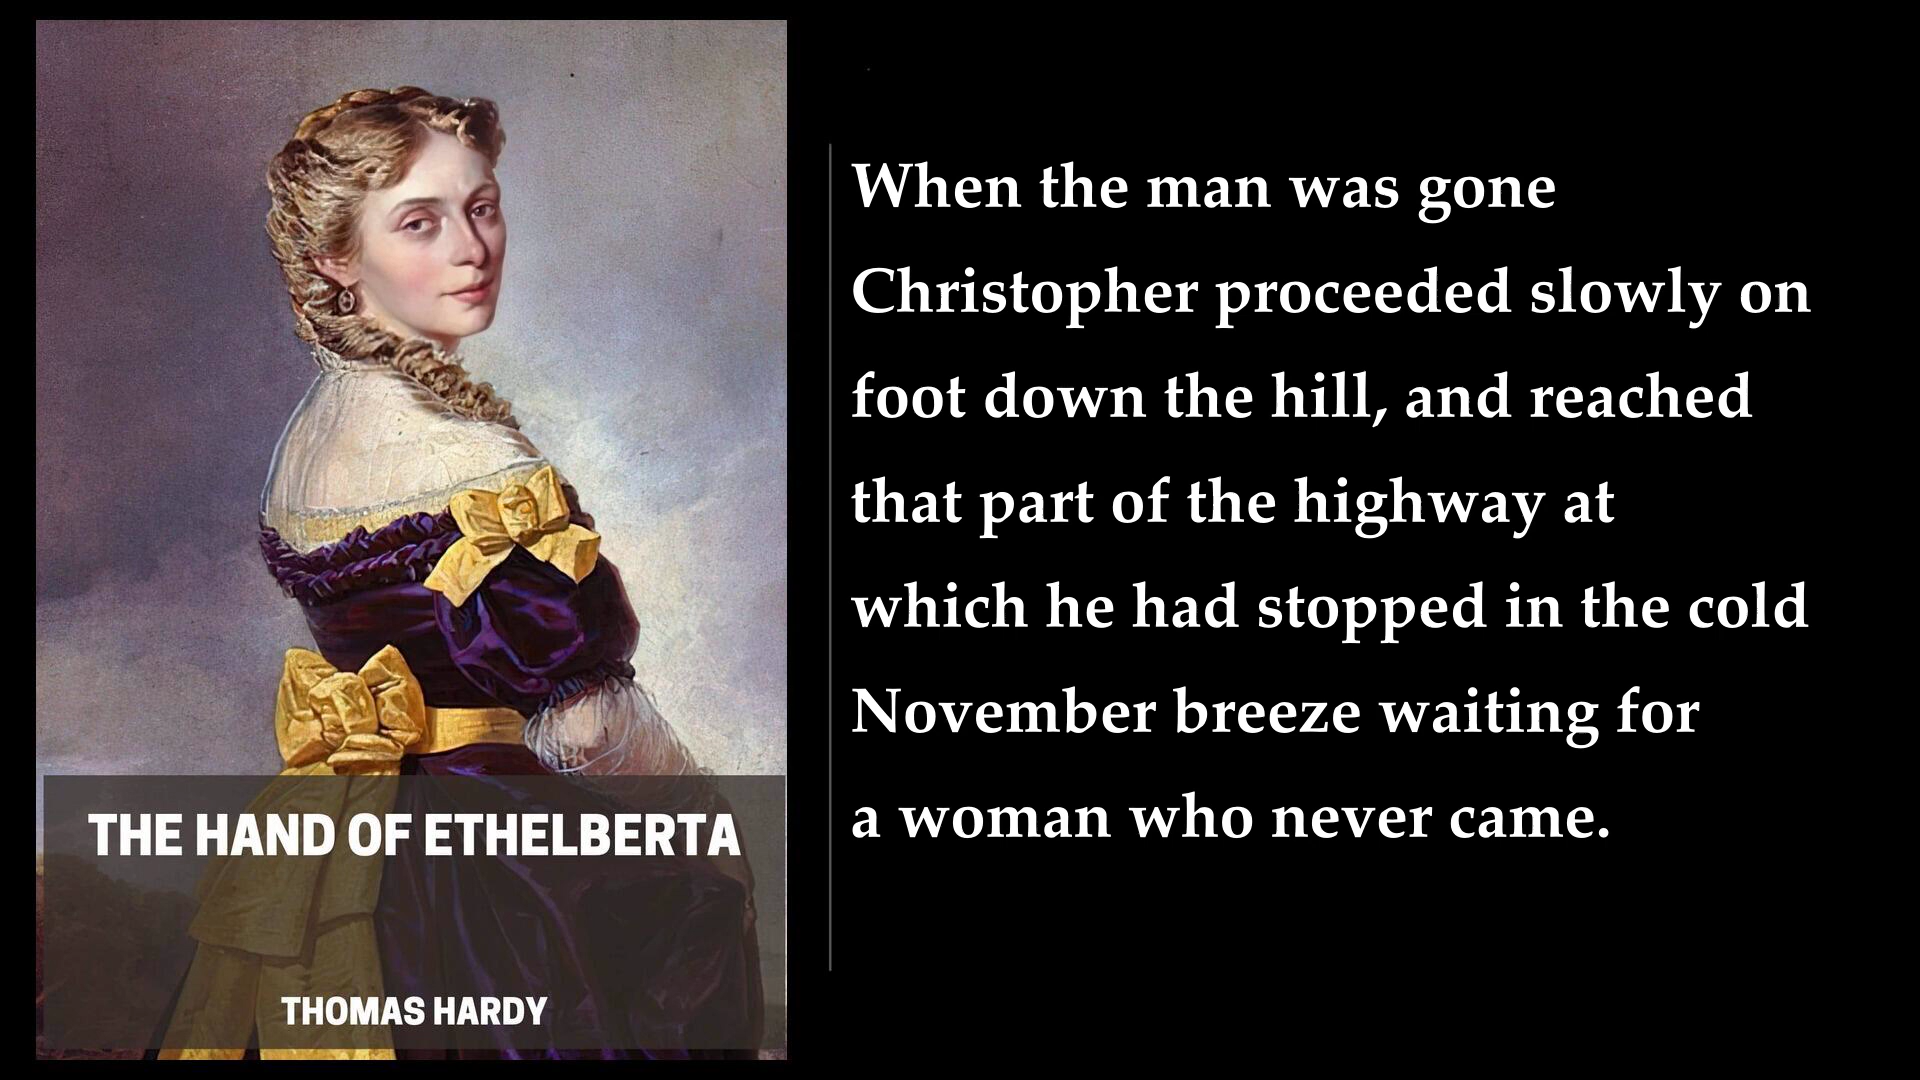 THE HAND OF ETHELBERTA
THOMAS HARDY
When the man was gone
Christopher proceeded slowly on
foot down the hill, and reached
that part of the highway at
which he had stopped in the cold
November breeze waiting for
a woman who never came.